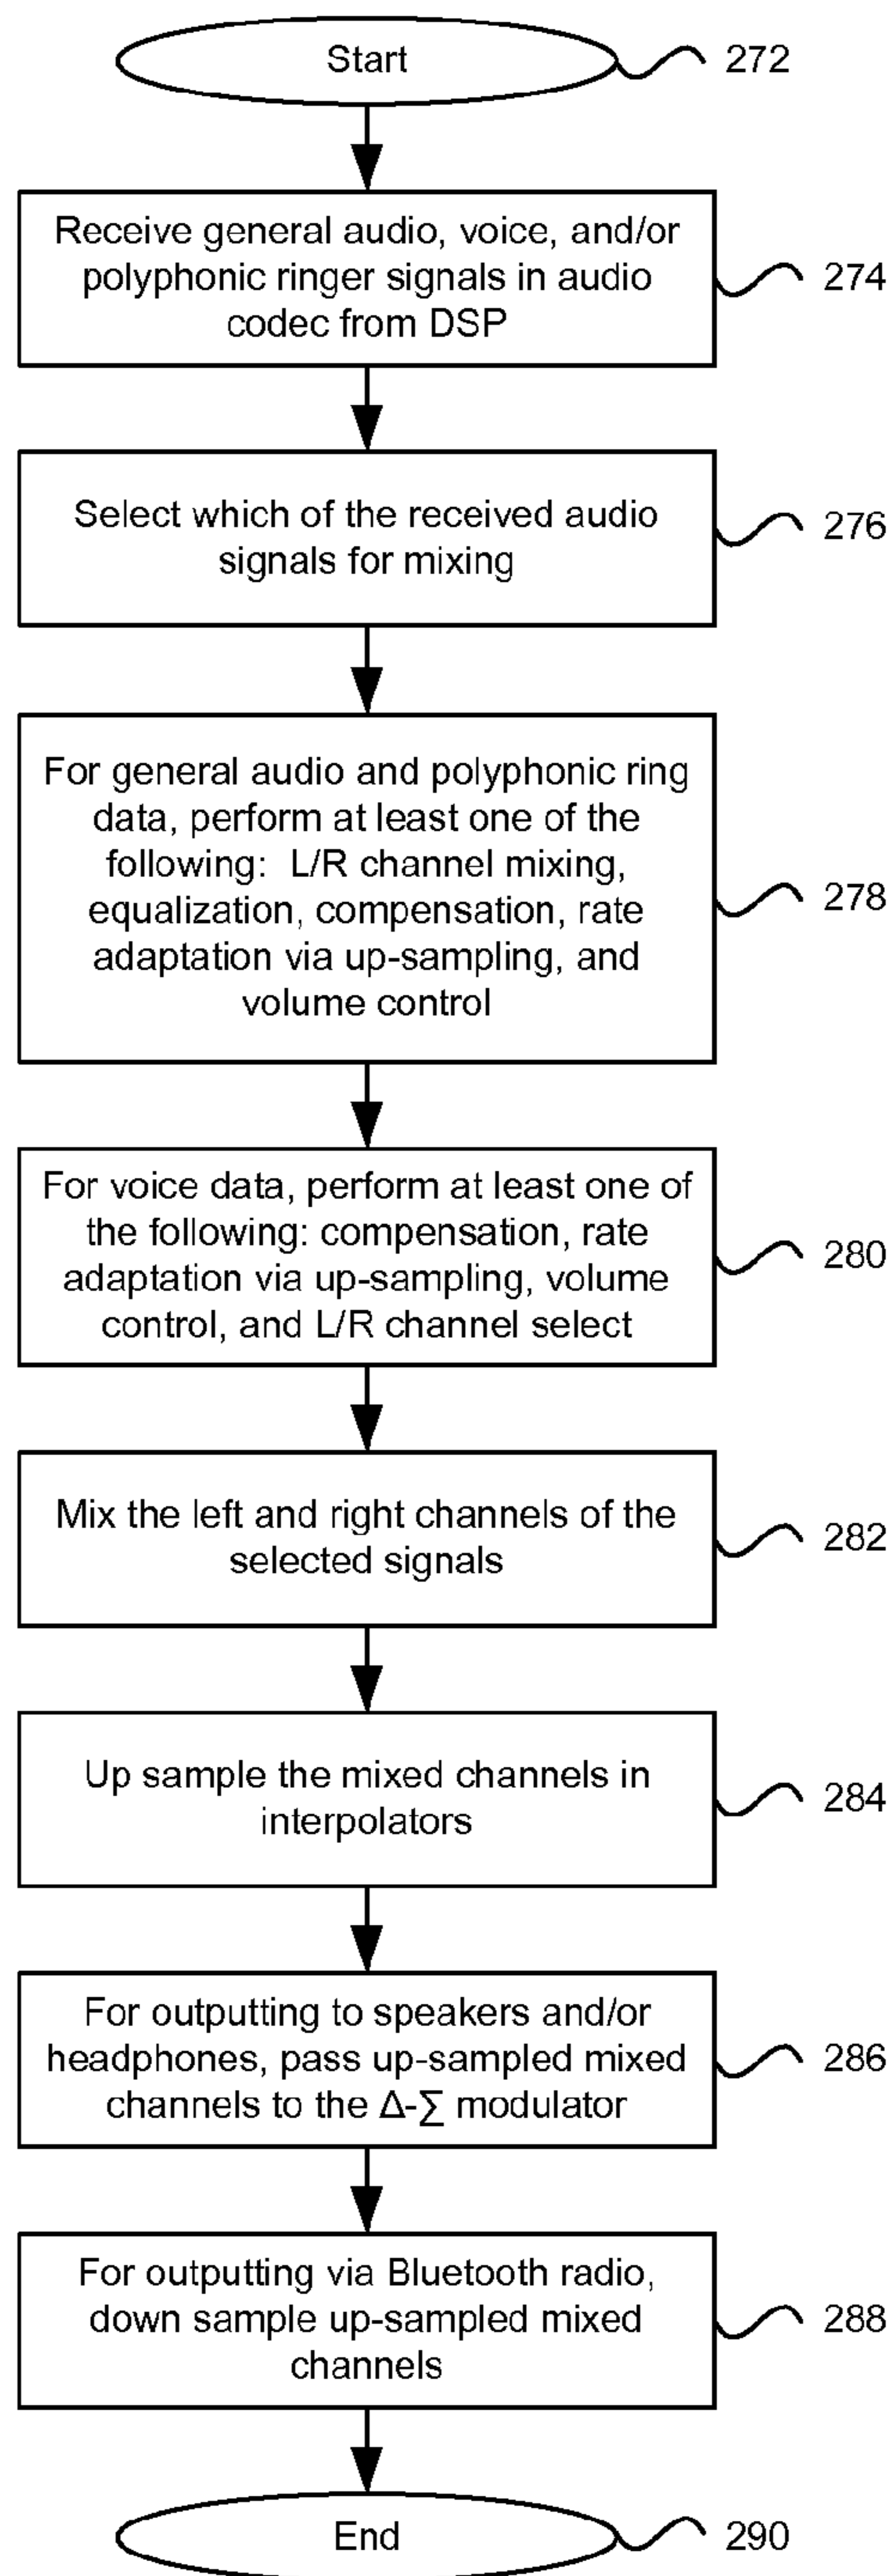 Start
272
Receive general audio, voice, and/or
polyphonic ringer signals in audio
codec from DSP
274
Select which of the received audio
signals for mixing
276
For general audio and polyphonic ring
data, perform at least one of the
following:  L/R channel mixing,
equalization, compensation, rate
adaptation via up-sampling, and
volume control
278
For voice data, perform at least one of
the following: compensation, rate
adaptation via up-sampling, volume
control, and L/R channel select
280
Mix the left and right channels of the
selected signals
282
Up sample the mixed channels in
interpolators
284
For outputting to speakers and/or
headphones, pass up-sampled mixed
channels to the Δ-∑ modulator
286
For outputting via Bluetooth radio,
down sample up-sampled mixed
channels
288
End
290